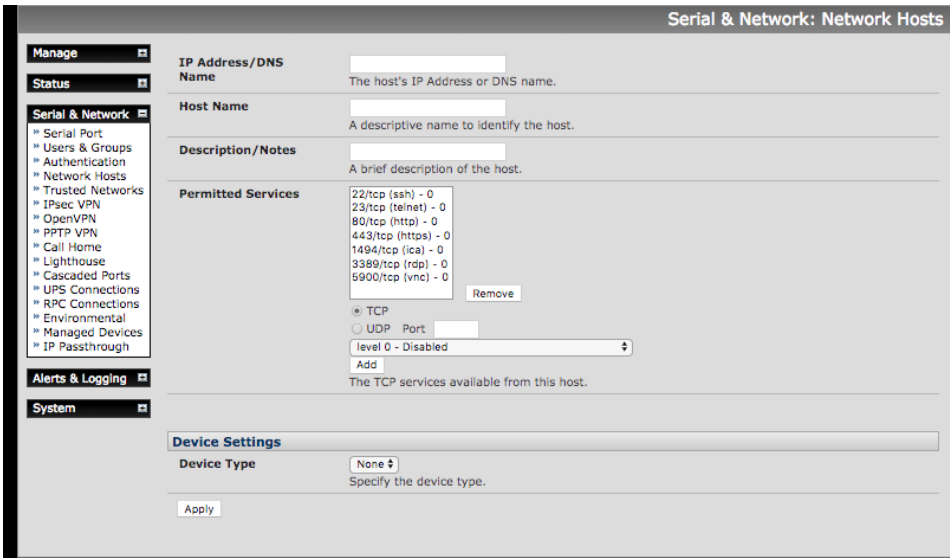 Serial & Network: Network Hosts
Manage
Status
Serial & Network
» Serial Port
» Users & Groups
» Authentication
» Network Hosts
» Trusted Networks
» IPsec VPN
» OpenVPN
» PPTP VPN
» Call Home
» Lighthouse
» Cascaded Ports
» UPS Connections
» RPC Connections
» Environmental
» Managed Devices
» IP Passthrough
Alerts & Logging
System
IP Address/DNS
Name
The host's IP Address or DNS name.
Host Name
A descriptive name to identify the host.
Description/Notes
A brief description of the host.
Permitted Services
22/tcp (ssh) - 0
23/tcp (telnet) - 0
80/tcp (http) - 0
443/tcp (https) - 0
1494/tcp (ica) - 0
3389/tcp (rdp) - 0
5900/tcp (vnc) - 0
Remove
TCP
UDP Port
level 0 - Disabled
Add
The TCP services available from this host.
Device Settings
Device Type
None
Specify the device type.
Apply